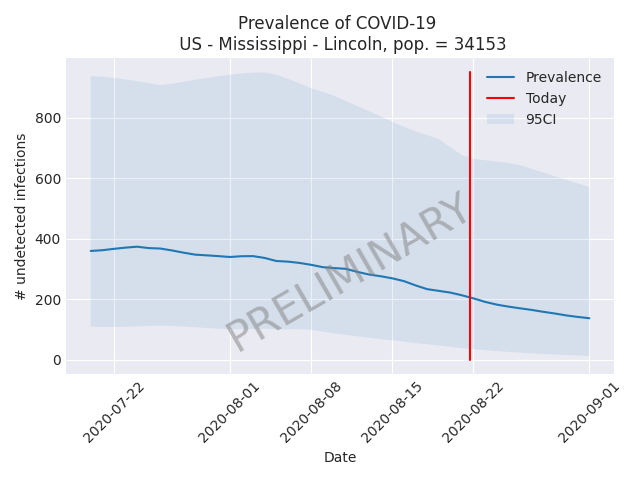 Prevalence of COVID-19
US - Mississippi - Lincoln, pop. = 34153
Prevalence
Today
95CI
# undetected infections
800
600
400
200
0
PRELIMINARY
2020-07-22
2020-08-01
2020-08-08
2020-08-15
2020-08-22
2020-09-01
Date